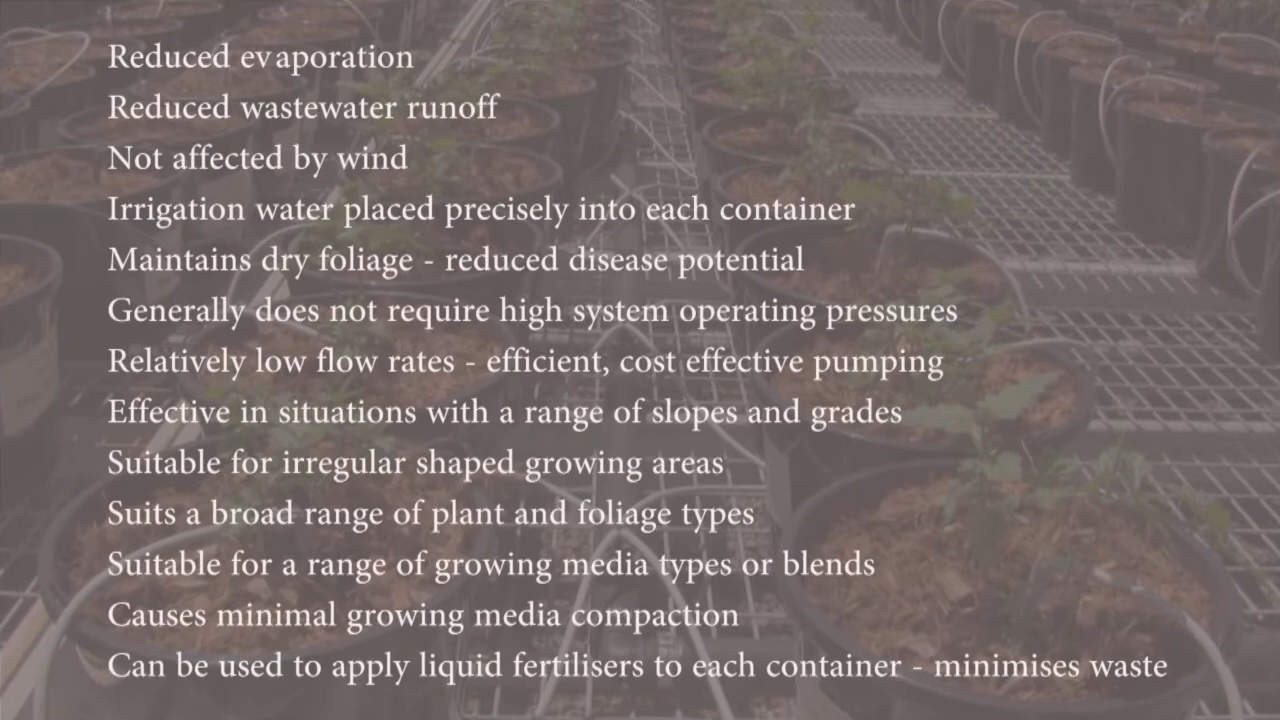 Reduced evaporation
Reduced wastewater runoff
Not affected by wind
Irrigation water placed precisely into each container
Maintains dry foliage - reduced disease potential
Generally does not require high system operating pressures
Relatively low flow rates - efficient, cost effective pumping
Effective in situations with a range of slopes and grades
Suitable for irregular shaped growing areas
Suits a broad range of plant and foliage types
Suitable for a range of growing media types or blends
Causes minimal growing media compaction
Can be used to apply liquid fertilisers to each container - minimises waste